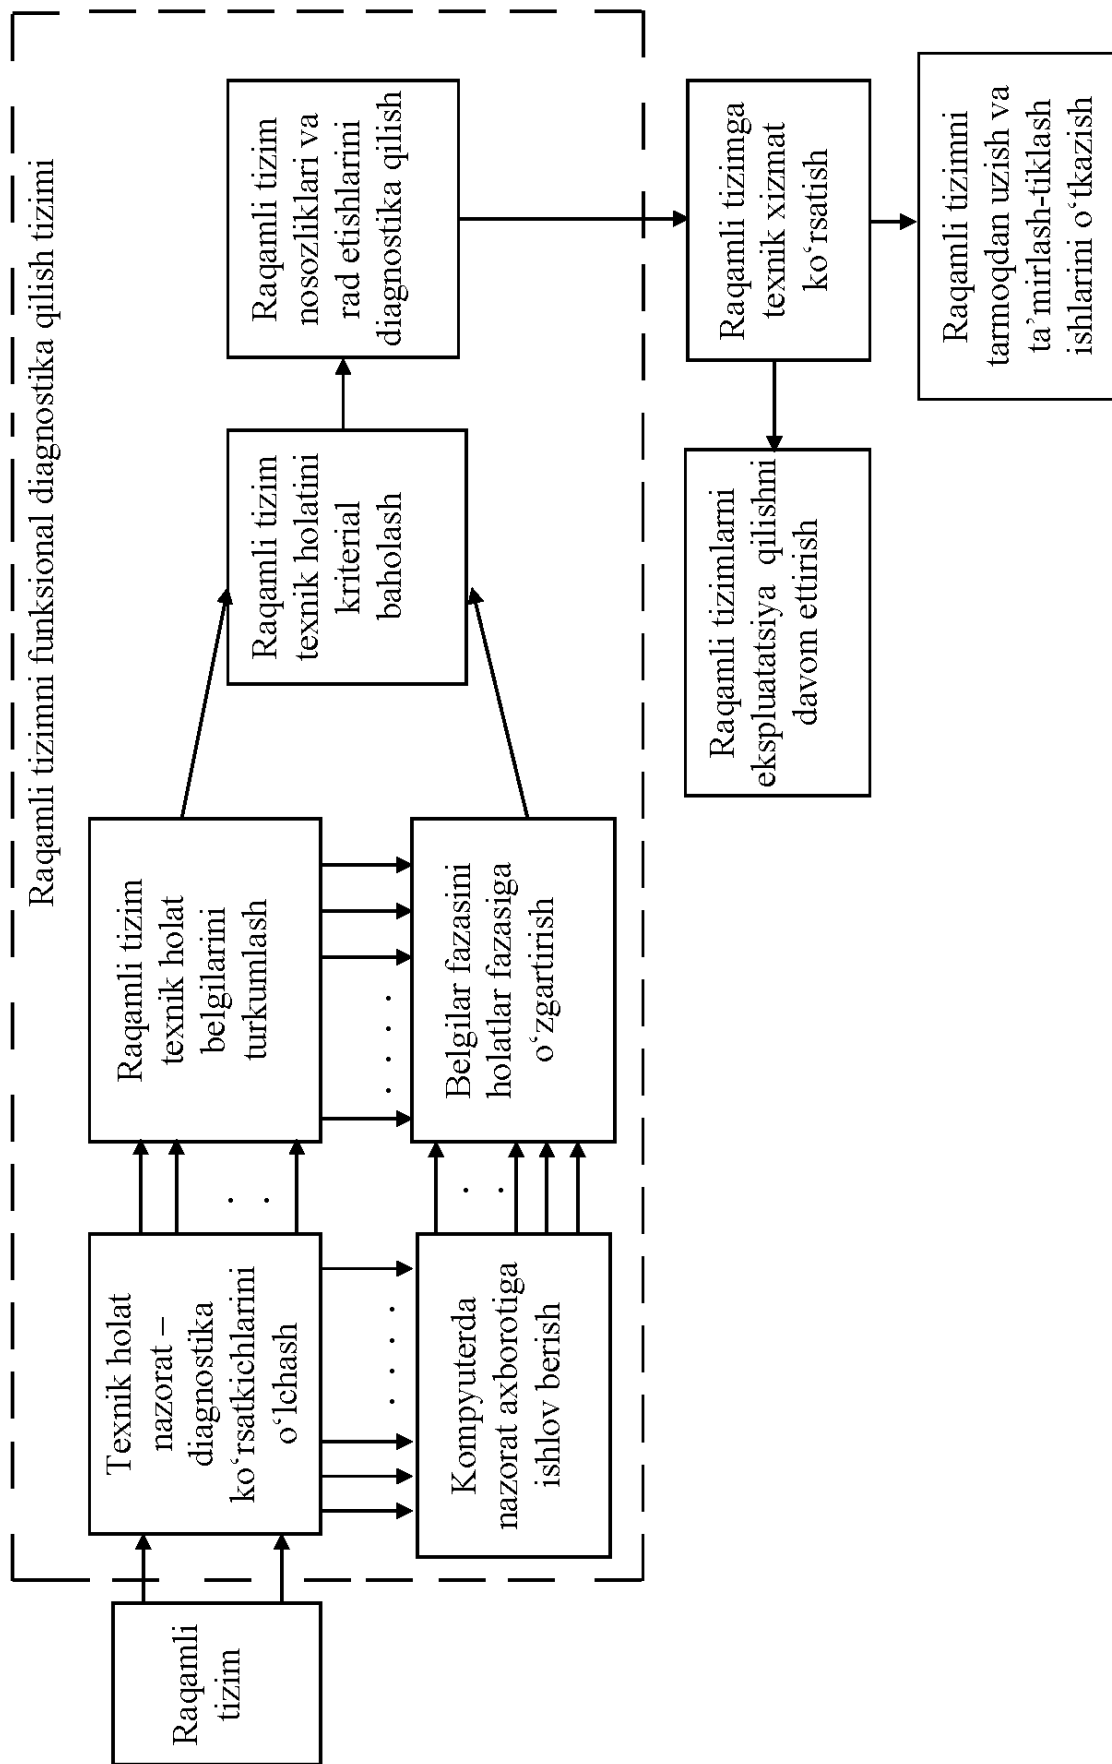 Raqamli tizimni funksional diagnostika qilish tizimi
Raqamli
tizim
Texnik holat
nazorat –
diagnostika
ko‘rsatkichlarini
o‘lchash
Kompyuterda
nazorat axborotiga
ishlov berish
Raqamli tizim
texnik holat
belgilarini
turkumlash
Belgilar fazasini
holatlar fazasiga
o‘zgartirish
Raqamli tizim
texnik holatini
kriterial
baholash
Raqamli tizim
nosozliklari va
rad etishlarini
diagnostika qilish
Raqamli tizimga
texnik xizmat
ko‘rsatish
Raqamli tizimlarni
ekspluatatsiya qilishni
davom ettirish
Raqamli tizimni
tarmoqdan uzish va
ta’mirlash-tiklash
ishlarini o‘tkazish